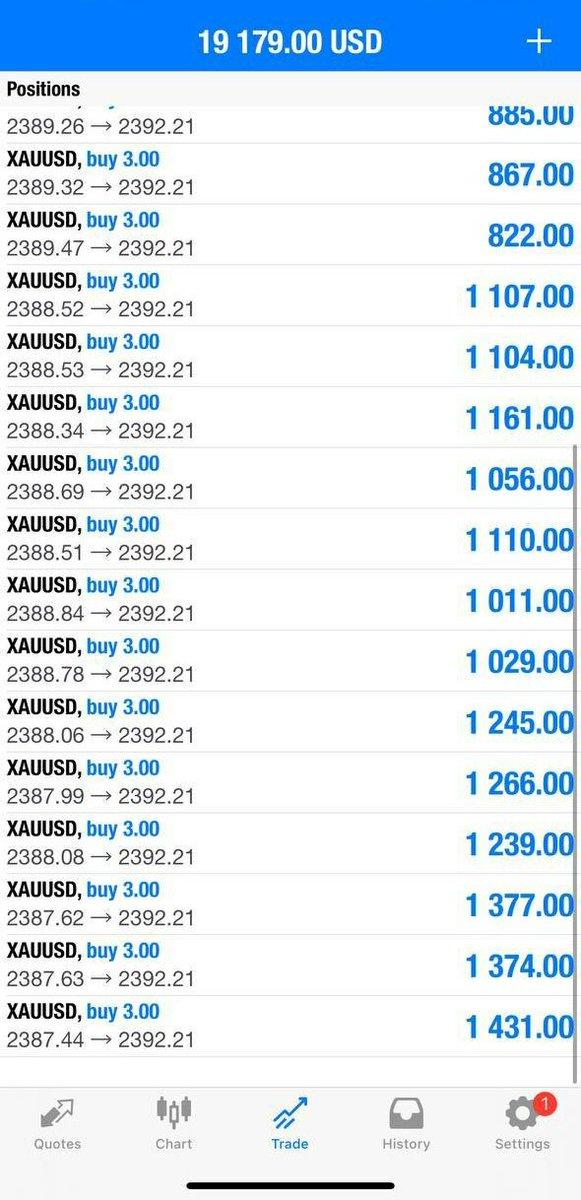 19 179.00 USD
+
Positions
2389.26 → 2392.21
885.00
XAUUSD, buy 3.00
2389.32 → 2392.21
867.00
XAUUSD, buy 3.00
2389.47 → 2392.21
822.00
XAUUSD, buy 3.00
2388.52 → 2392.21
1 107.00
XAUUSD, buy 3.00
2388.53 → 2392.21
1 104.00
XAUUSD, buy 3.00
2388.34 → 2392.21
1 161.00
XAUUSD, buy 3.00
2388.69 → 2392.21
1 056.00
XAUUSD, buy 3.00
2388.51 → 2392.21
1 110.00
XAUUSD, buy 3.00
2388.84 → 2392.21
1 011.00
XAUUSD, buy 3.00
2388.78 → 2392.21
1 029.00
XAUUSD, buy 3.00
2388.06 → 2392.21
1 245.00
XAUUSD, buy 3.00
2387.99 → 2392.21
1 266.00
XAUUSD, buy 3.00
2388.08 → 2392.21
1 239.00
XAUUSD, buy 3.00
2387.62 → 2392.21
1 377.00
XAUUSD, buy 3.00
2387.63 → 2392.21
1 374.00
XAUUSD, buy 3.00
2387.44 → 2392.21
1 431.00
1
Quotes
Chart
Trade
History
Settings